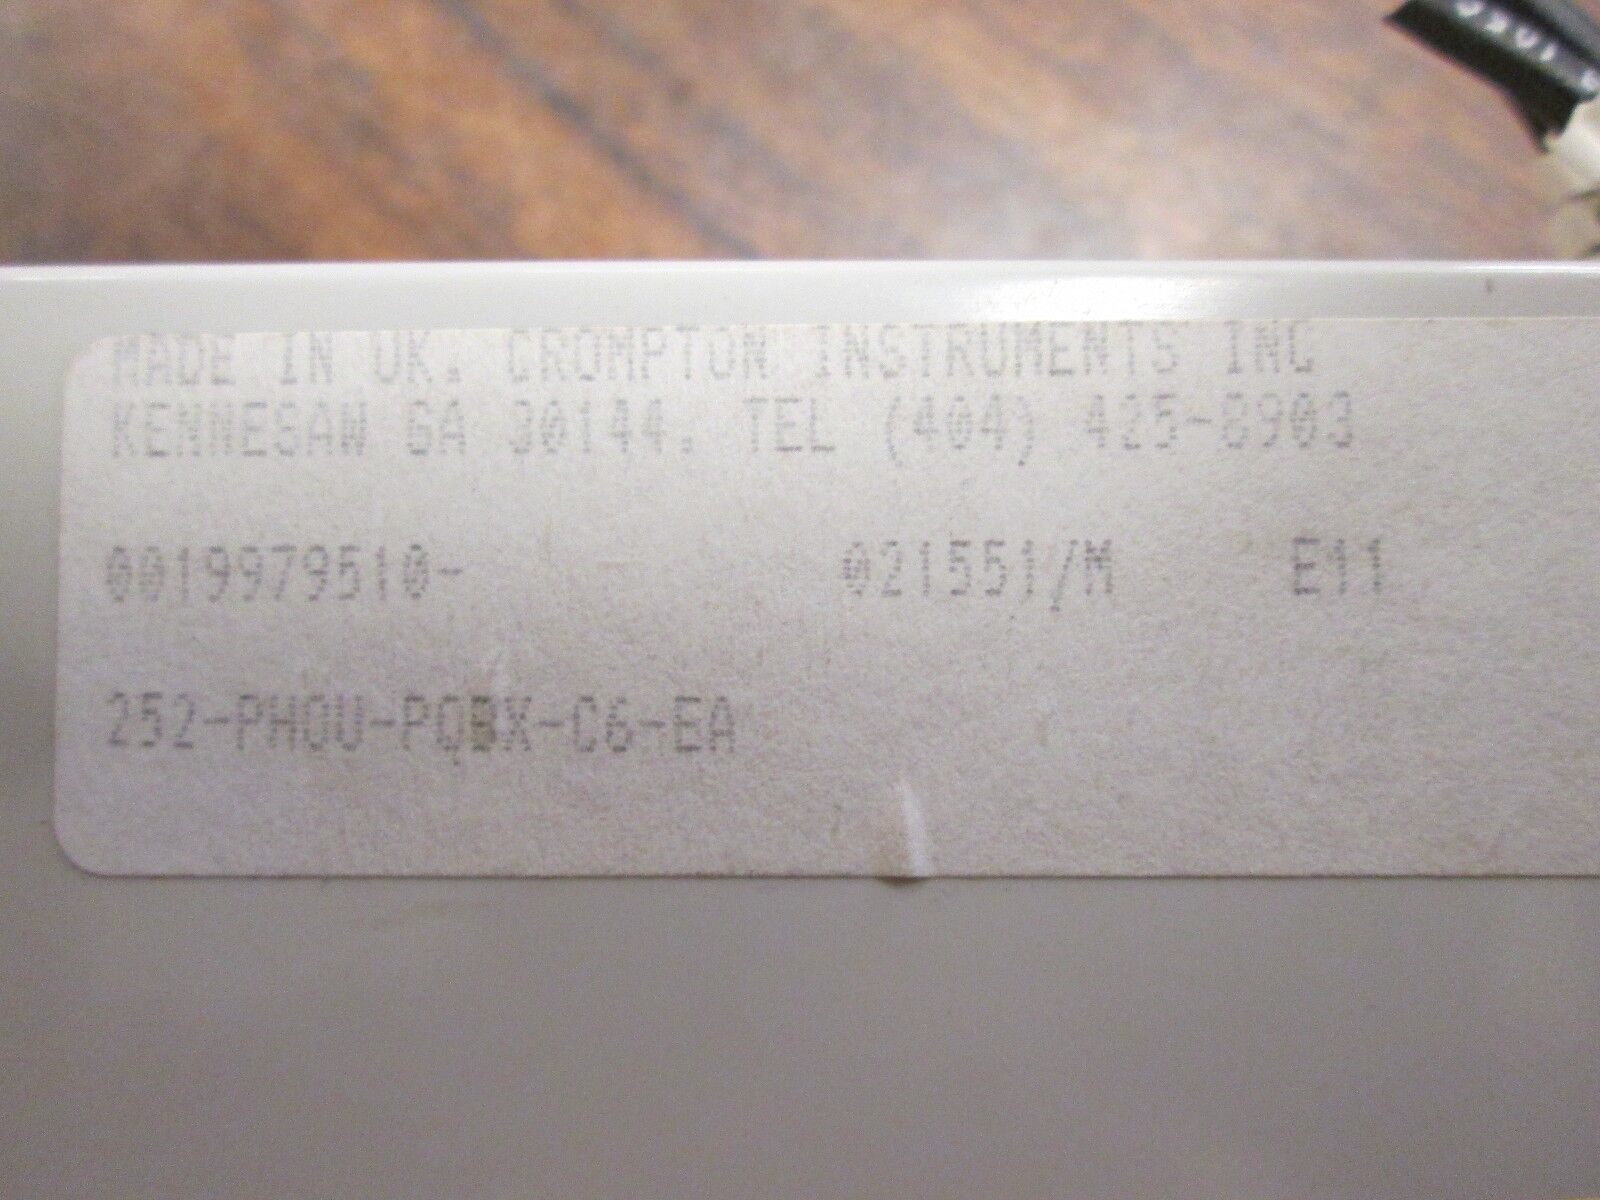 MADE IN UK. CROMPTON INSTRUMENTS INC
KENNESAW GA 30144. TEL (404) 425-8903
0019979510-
021551/M E11
252-PHOU-PQBX-C6-EA